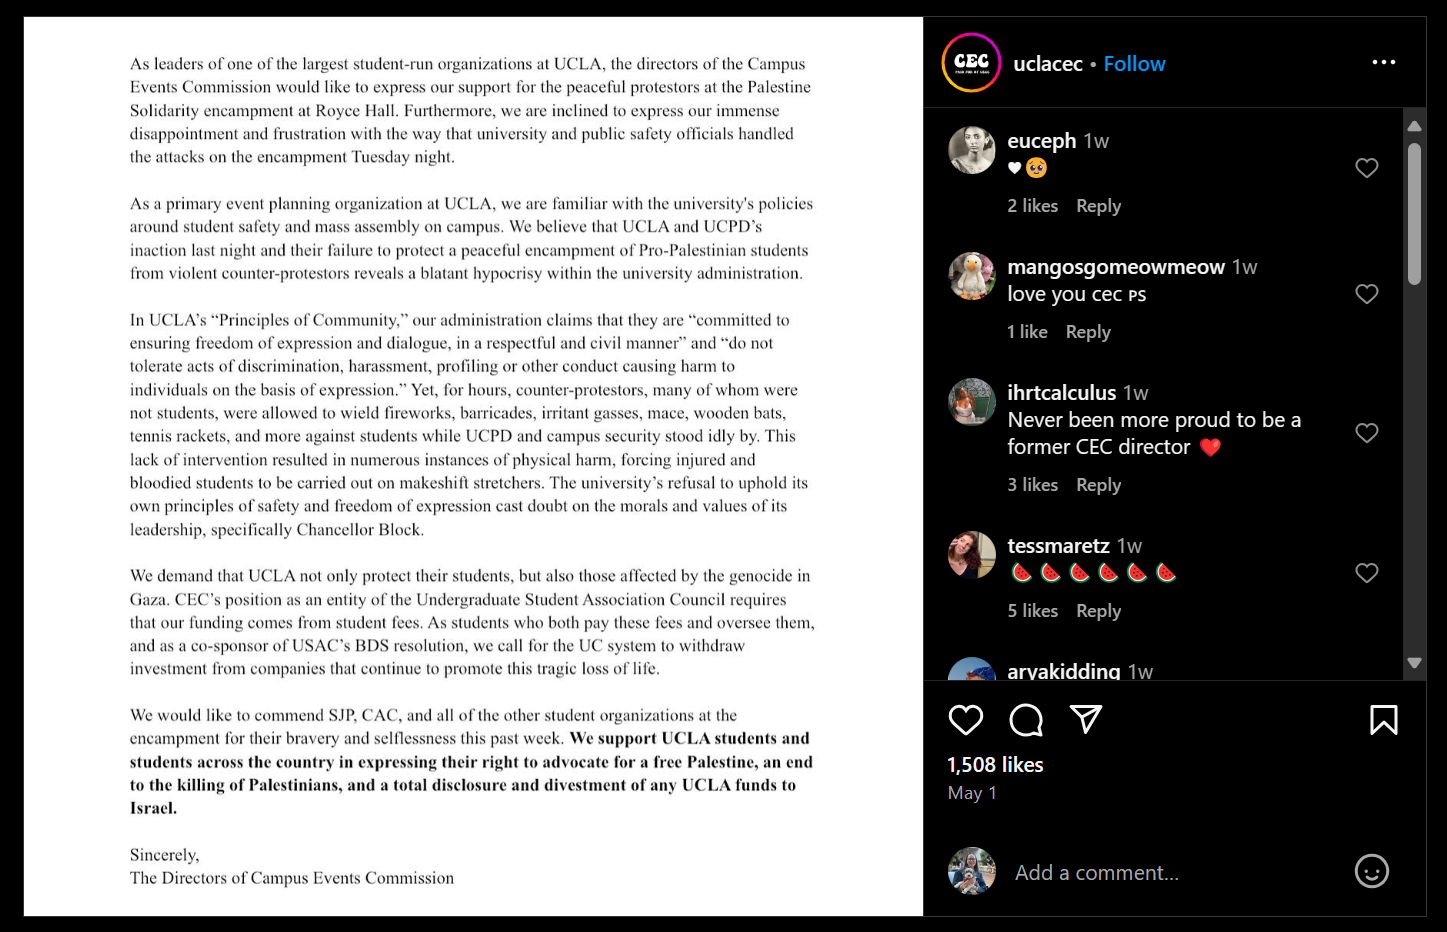 As leaders of one of the largest student-run organizations at UCLA, the directors of the Campus
Events Commission would like to express our support for the peaceful protestors at the Palestine
Solidarity encampment at Royce Hall. Furthermore, we are inclined to express our immense
disappointment and frustration with the way that university and public safety officials handled
the attacks on the encampment Tuesday night.
As a primary event planning organization at UCLA, we are familiar with the university's policies
around student safety and mass assembly on campus. We believe that UCLA and UCPD’s
inaction last night and their failure to protect a peaceful encampment of Pro-Palestinian students
from violent counter-protestors reveals a blatant hypocrisy within the university administration.
In UCLA’s “Principles of Community,” our administration claims that they are “committed to
ensuring freedom of expression and dialogue, in a respectful and civil manner” and “do not
tolerate acts of discrimination, harassment, profiling or other conduct causing harm to
individuals on the basis of expression.” Yet, for hours, counter-protestors, many of whom were
not students, were allowed to wield fireworks, barricades, irritant gasses, mace, wooden bats,
tennis rackets, and more against students while UCPD and campus security stood idly by. This
lack of intervention resulted in numerous instances of physical harm, forcing injured and
bloodied students to be carried out on makeshift stretchers. The university’s refusal to uphold its
own principles of safety and freedom of expression cast doubt on the morals and values of its
leadership, specifically Chancellor Block.
We demand that UCLA not only protect their students, but also those affected by the genocide in
Gaza. CEC’s position as an entity of the Undergraduate Student Association Council requires
that our funding comes from student fees. As students who both pay these fees and oversee them,
and as a co-sponsor of USAC’s BDS resolution, we call for the UC system to withdraw
investment from companies that continue to promote this tragic loss of life.
We would like to commend SJP, CAC, and all of the other student organizations at the
encampment for their bravery and selflessness this past week. We support UCLA students and
students across the country in expressing their right to advocate for a free Palestine, an end
to the killing of Palestinians, and a total disclosure and divestment of any UCLA funds to
Israel.
Sincerely,
The Directors of Campus Events Commission
CEC
uclacec • Follow
euceph 1w
🤍🥹
2 likes Reply
mangosgomeowmeow 1w
love you cec 🇵🇸
1 like Reply
ihrtcalculus 1w
Never been more proud to be a
former CEC director ❤️
3 likes Reply
tessmaretz 1w
🍉🍉🍉🍉🍉🍉
5 likes Reply
aryakidding 1w
1,508 likes
May 1
Add a comment...